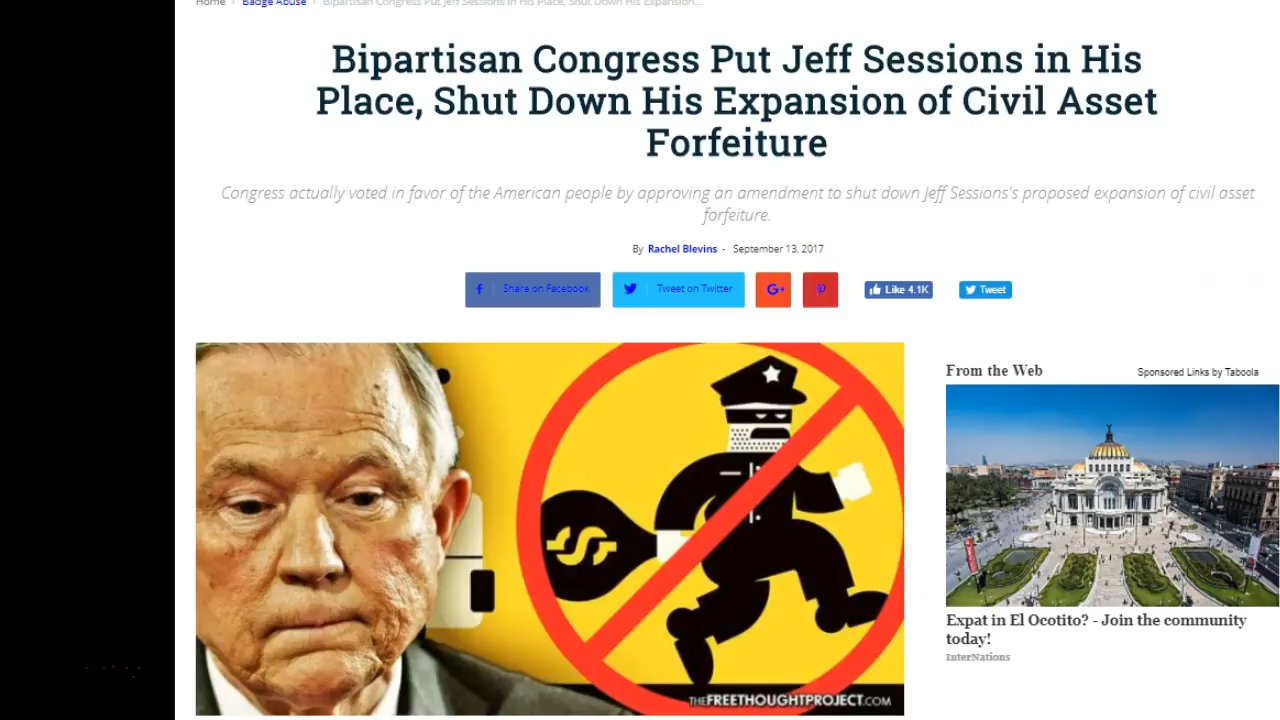 Home › Badge Abuse › Bipartisan Congress Put Jeff Sessions in His Place, Shut Down His Expansion...
Bipartisan Congress Put Jeff Sessions in His
Place, Shut Down His Expansion of Civil Asset
Forfeiture
Congress actually voted in favor of the American people by approving an amendment to shut down Jeff Sessions's proposed expansion of civil asset
forfeiture.
By Rachel Blevins - September 13, 2017
Share on Facebook Tweet on Twitter G+ Like 4.1K Tweet
From the Web Sponsored Links by Taboola
$
THEFREETHOUGHTPROJECT.COM
Expat in El Ocotito? - Join the community
today!
InterNations